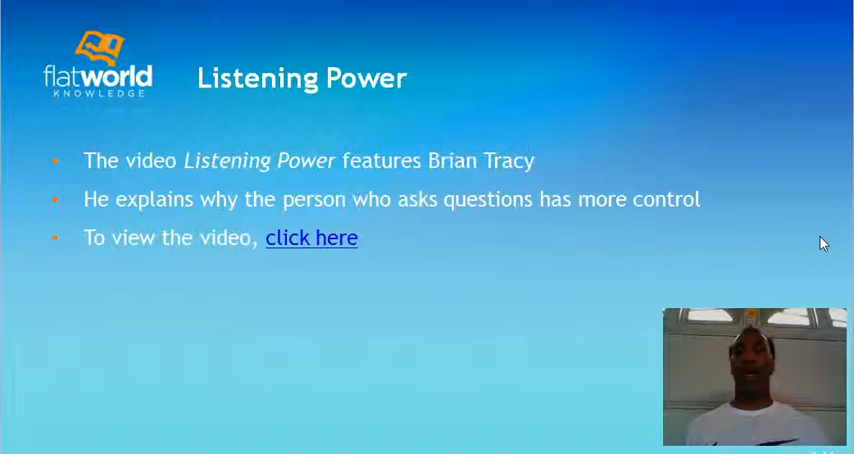 flatworld
KNOWLEDGE
Listening Power
The video Listening Power features Brian Tracy
He explains why the person who asks questions has more control
To view the video, click here